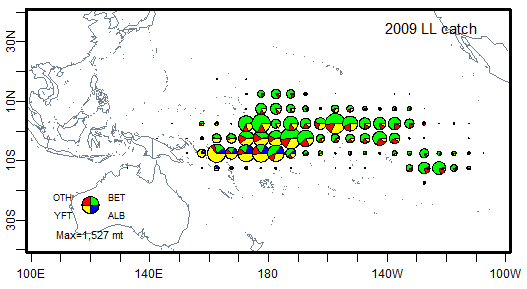 2009 LL catch
30N
10N
10S
30S
OTH BET
YFT ALB
Max=1,527 mt
100E 140E 180 140W 100W